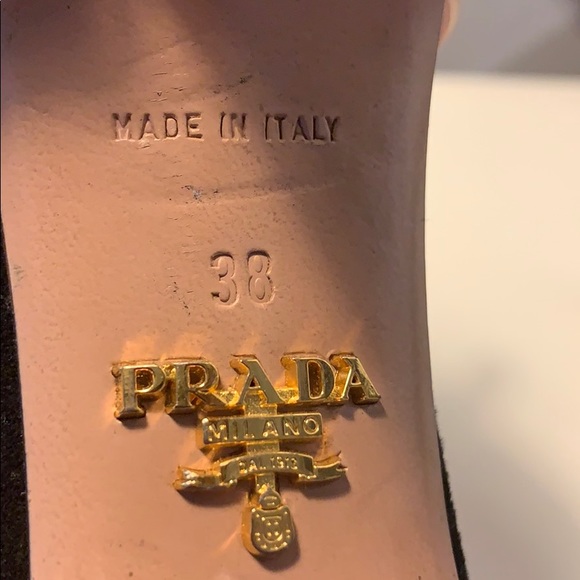 MADE IN ITALY
38
PRADA
MILANO
DAL 1913